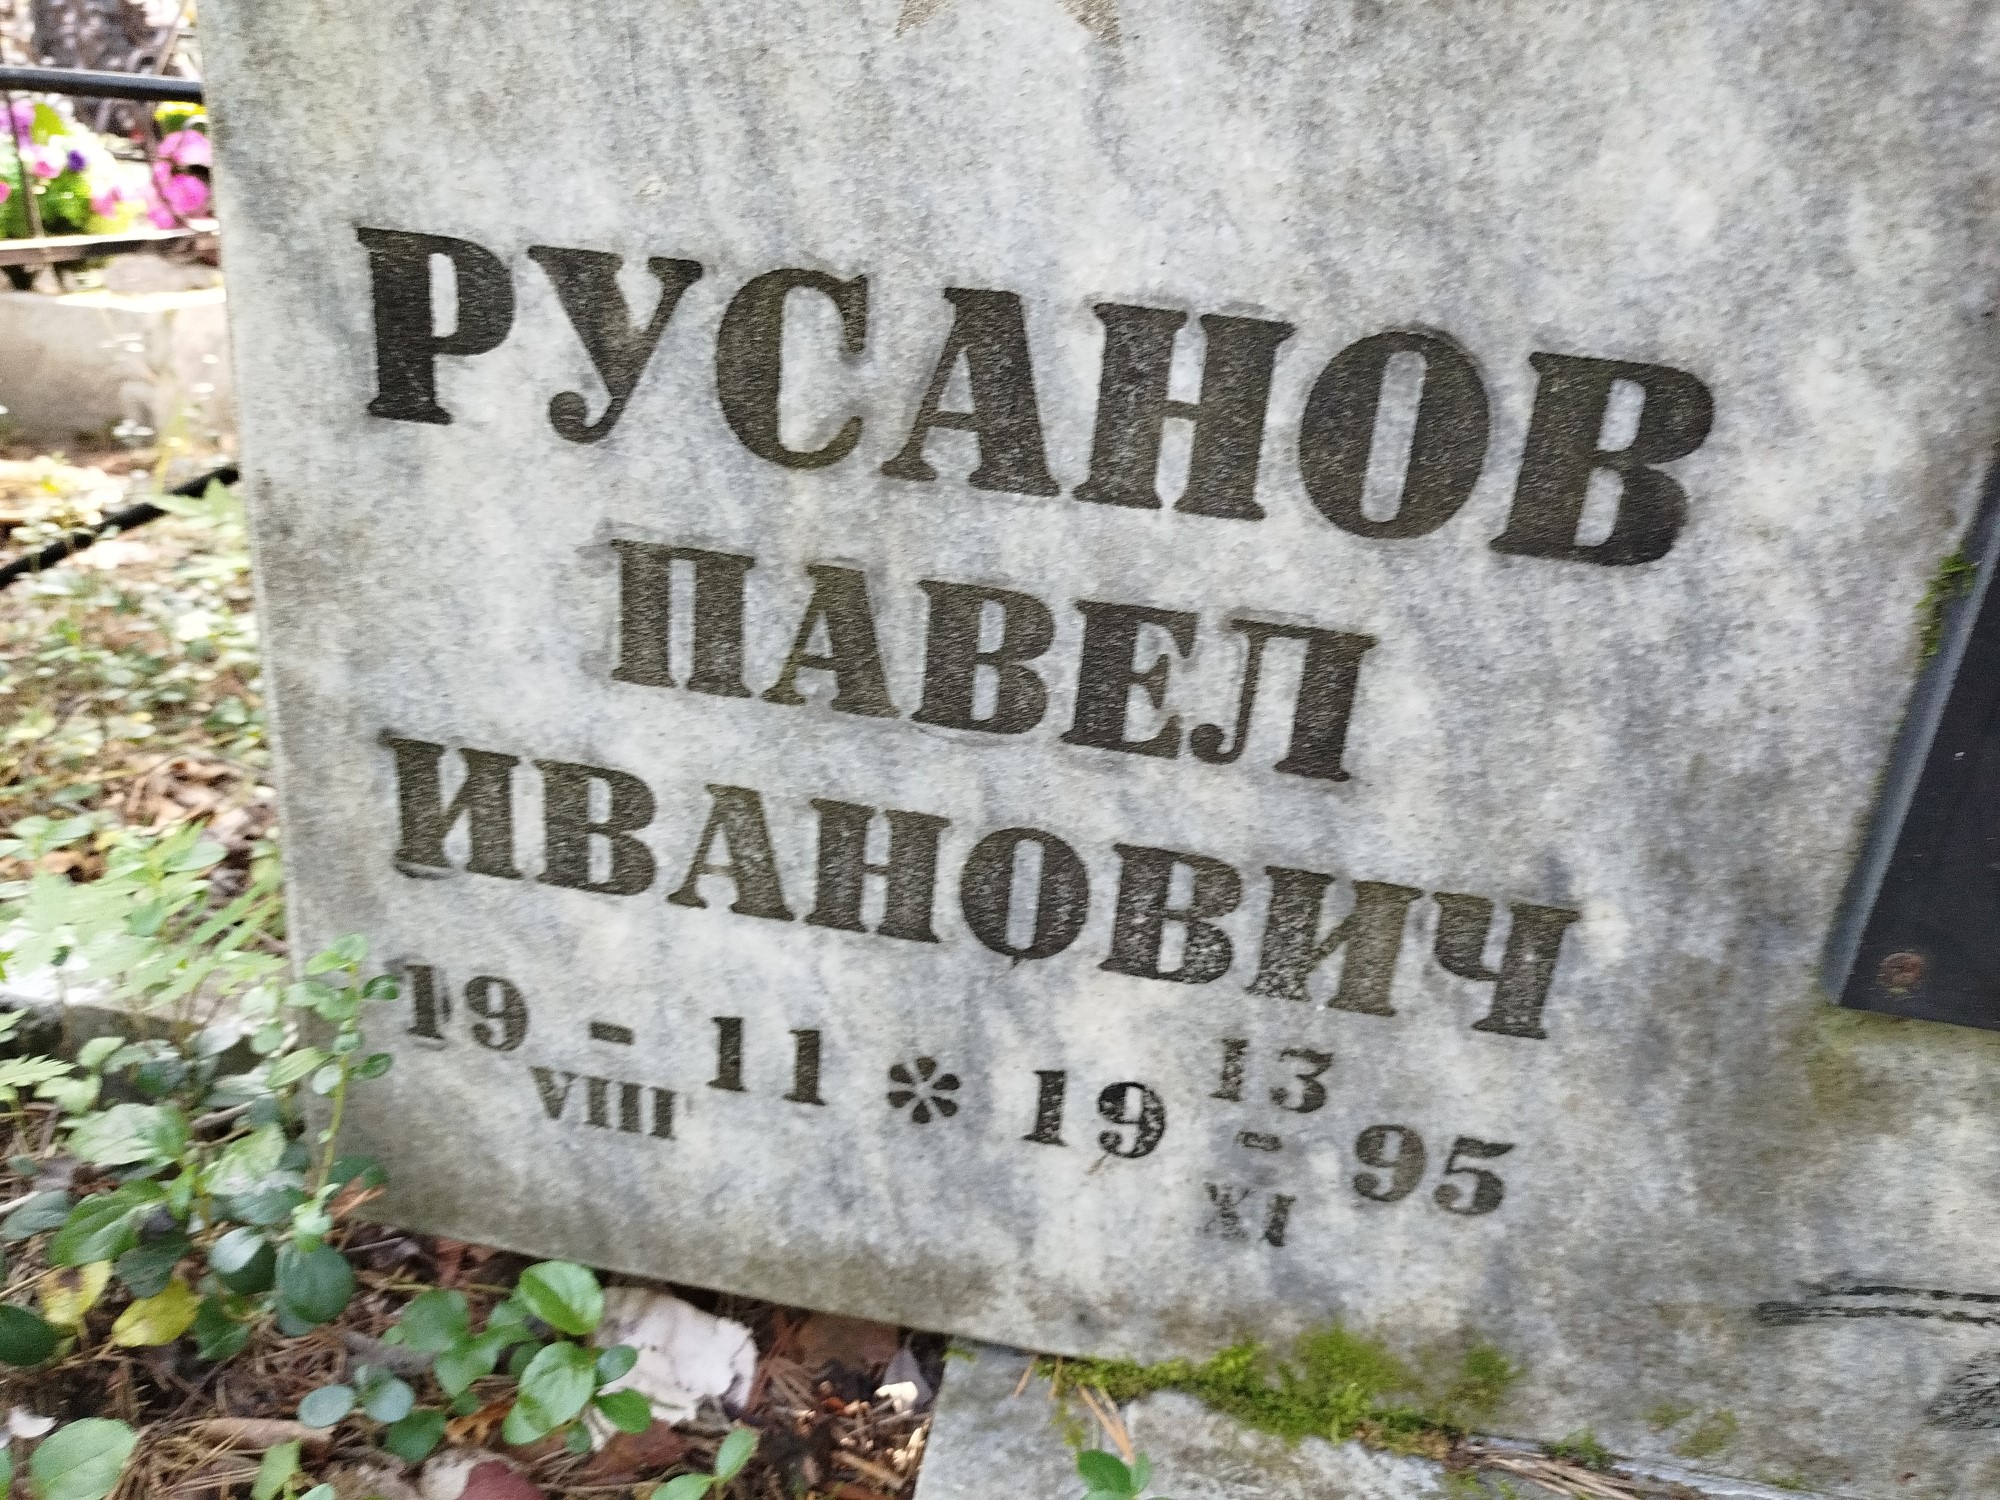 РУСАНОВ
ПАВЕЛ
ИВАНОВИЧ
19 - VIII 11 * 19 13 - XI 95